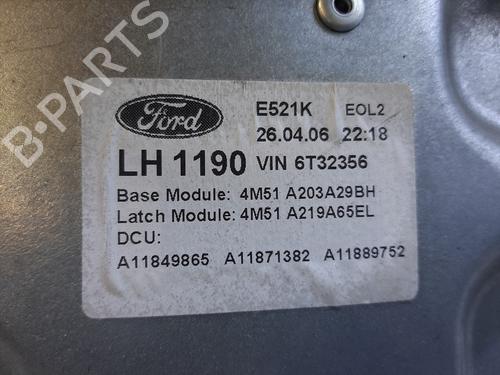 Ford E521K EOL2
26.04.06 22:18
LH 1190 VIN 6T32356
Base Module: 4M51 A203A29BH
Latch Module: 4M51 A219A65EL
DCU:
A11849865 A11871382 A11889752
B-PARTS